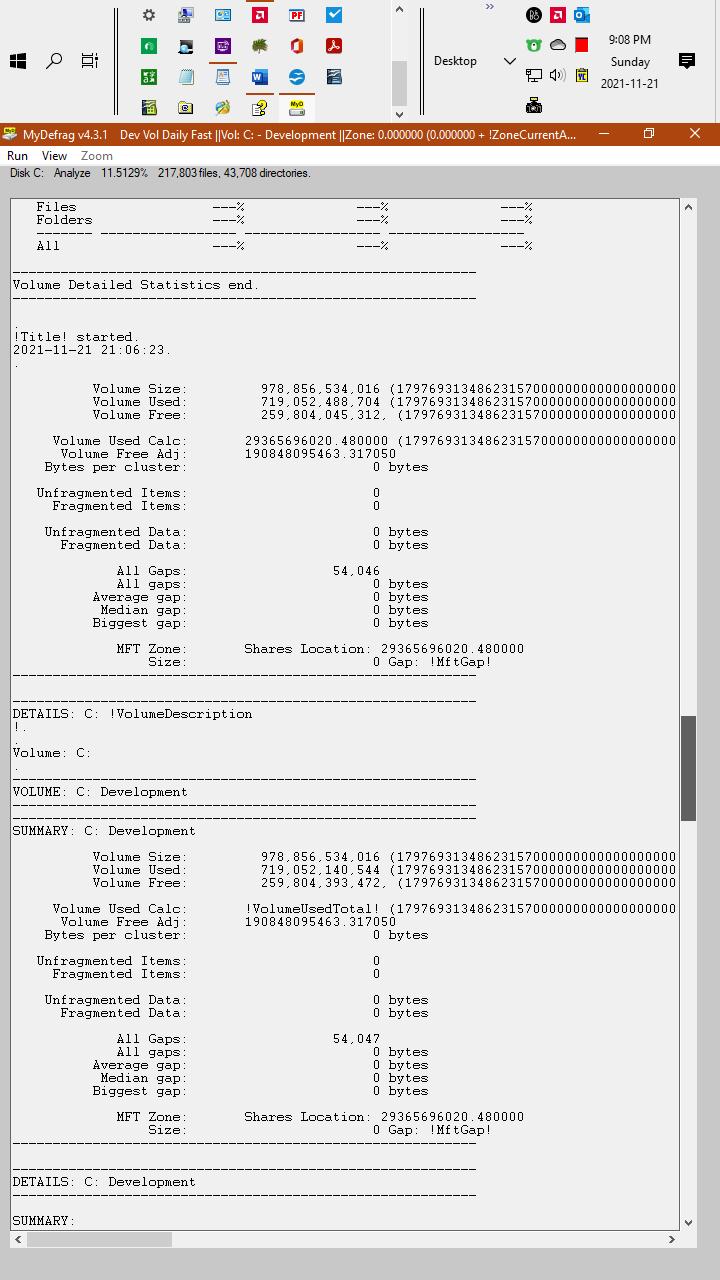 PF
9:08 PM
Desktop
Sunday
2021-11-21
W
MyD
MyDefrag v4.3.1 Dev Vol Daily Fast ||Vol: C: - Development ||Zone: 0.000000 (0.000000 + !ZoneCurrentA...
Run View Zoom
Disk C: Analyze 11.5129% 217,803 files, 43,708 directories.
Files ---% ---% ---%
Folders ---% ---% ---%
------- ----------------- ----------------- -----------------
All ---% ---% ---%
----------------------------------------------------------
Volume Detailed Statistics end.
----------------------------------------------------------
.
!Title! started.
2021-11-21 21:06:23.
.
Volume Size: 978,856,534,016 (17976931348623157000000000000000000
Volume Used: 719,052,488,704 (17976931348623157000000000000000000
Volume Free: 259,804,045,312, (17976931348623157000000000000000000
Volume Used Calc: 29365696020.480000 (17976931348623157000000000000000000
Volume Free Adj: 190848095463.317050
Bytes per cluster: 0 bytes
Unfragmented Items: 0
Fragmented Items: 0
Unfragmented Data: 0 bytes
Fragmented Data: 0 bytes
All Gaps: 54,046
All gaps: 0 bytes
Average gap: 0 bytes
Median gap: 0 bytes
Biggest gap: 0 bytes
MFT Zone: Shares Location: 29365696020.480000
Size: 0 Gap: !MftGap!
----------------------------------------------------------
----------------------------------------------------------
DETAILS: C: !VolumeDescription
!.
.
Volume: C:
.
----------------------------------------------------------
VOLUME: C: Development
----------------------------------------------------------
----------------------------------------------------------
SUMMARY: C: Development
Volume Size: 978,856,534,016 (17976931348623157000000000000000000
Volume Used: 719,052,140,544 (17976931348623157000000000000000000
Volume Free: 259,804,393,472, (17976931348623157000000000000000000
Volume Used Calc: !VolumeUsedTotal! (17976931348623157000000000000000000
Volume Free Adj: 190848095463.317050
Bytes per cluster: 0 bytes
Unfragmented Items: 0
Fragmented Items: 0
Unfragmented Data: 0 bytes
Fragmented Data: 0 bytes
All Gaps: 54,047
All gaps: 0 bytes
Average gap: 0 bytes
Median gap: 0 bytes
Biggest gap: 0 bytes
MFT Zone: Shares Location: 29365696020.480000
Size: 0 Gap: !MftGap!
----------------------------------------------------------
----------------------------------------------------------
DETAILS: C: Development
----------------------------------------------------------
SUMMARY: